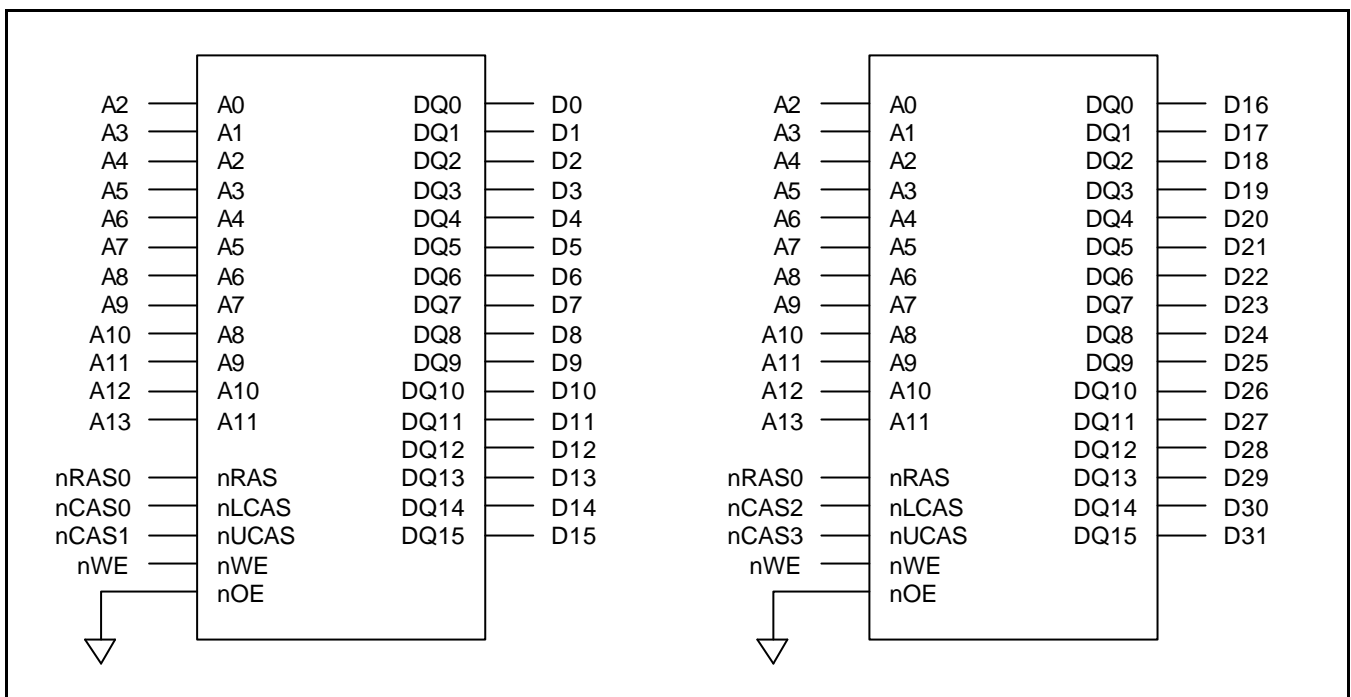 A2 A0 DQ0 D0 A2 A0 DQ0 D16
A3 A1 DQ1 D1 A3 A1 DQ1 D17
A4 A2 DQ2 D2 A4 A2 DQ2 D18
A5 A3 DQ3 D3 A5 A3 DQ3 D19
A6 A4 DQ4 D4 A6 A4 DQ4 D20
A7 A5 DQ5 D5 A7 A5 DQ5 D21
A8 A6 DQ6 D6 A8 A6 DQ6 D22
A9 A7 DQ7 D7 A9 A7 DQ7 D23
A10 A8 DQ8 D8 A10 A8 DQ8 D24
A11 A9 DQ9 D9 A11 A9 DQ9 D25
A12 A10 DQ10 D10 A12 A10 DQ10 D26
A13 A11 DQ11 D11 A13 A11 DQ11 D27
DQ12 D12 DQ12 D28
nRAS0 nRAS DQ13 D13 nRAS0 nRAS DQ13 D29
nCAS0 nLCAS DQ14 D14 nCAS2 nLCAS DQ14 D30
nCAS1 nUCAS DQ15 D15 nCAS3 nUCAS DQ15 D31
nWE nWE nWE nWE
nOE nOE